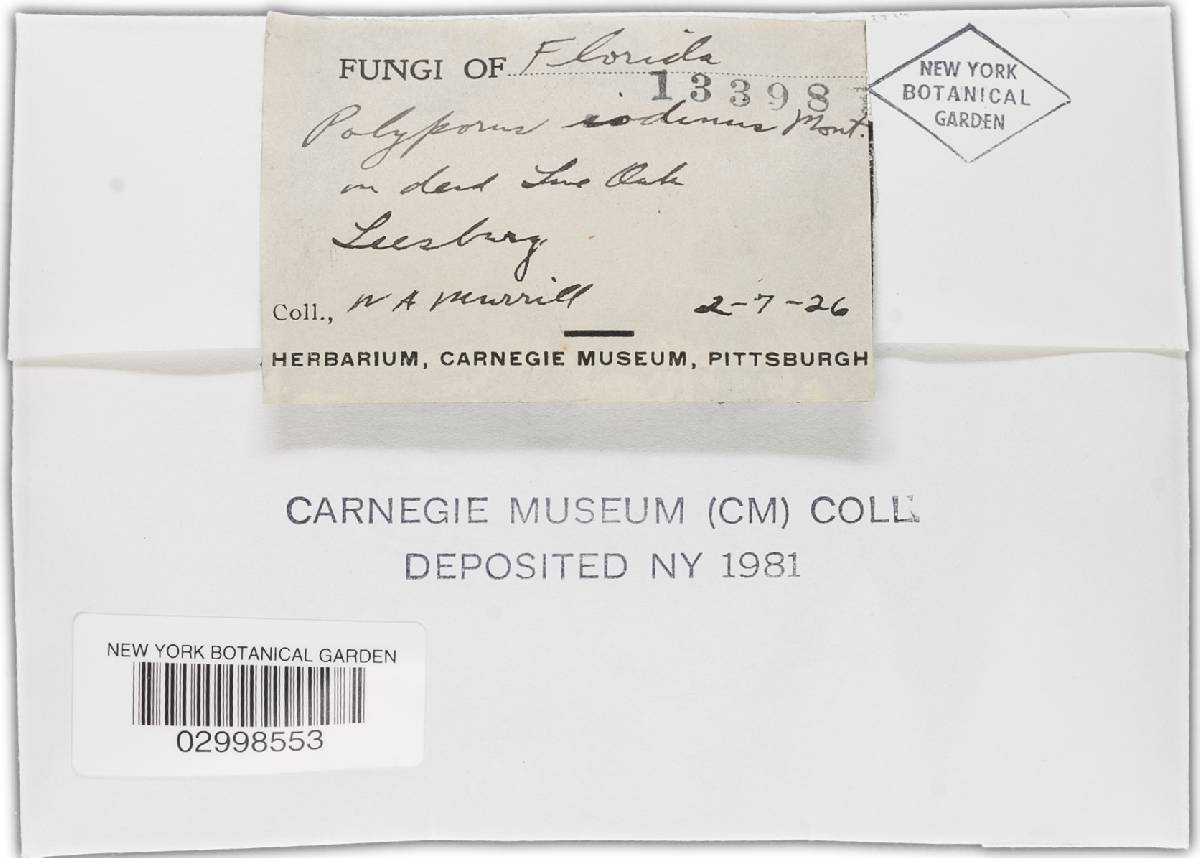 FUNGI OF Florida
13398
NEW YORK
BOTANICAL
GARDEN
Polyporus iodinus Mont.
on dead Live Oak
Leesburg
Coll., W A Murrill 2-7-26
HERBARIUM, CARNEGIE MUSEUM, PITTSBURGH
CARNEGIE MUSEUM (CM) COLL.
DEPOSITED NY 1981
NEW YORK BOTANICAL GARDEN
02998553